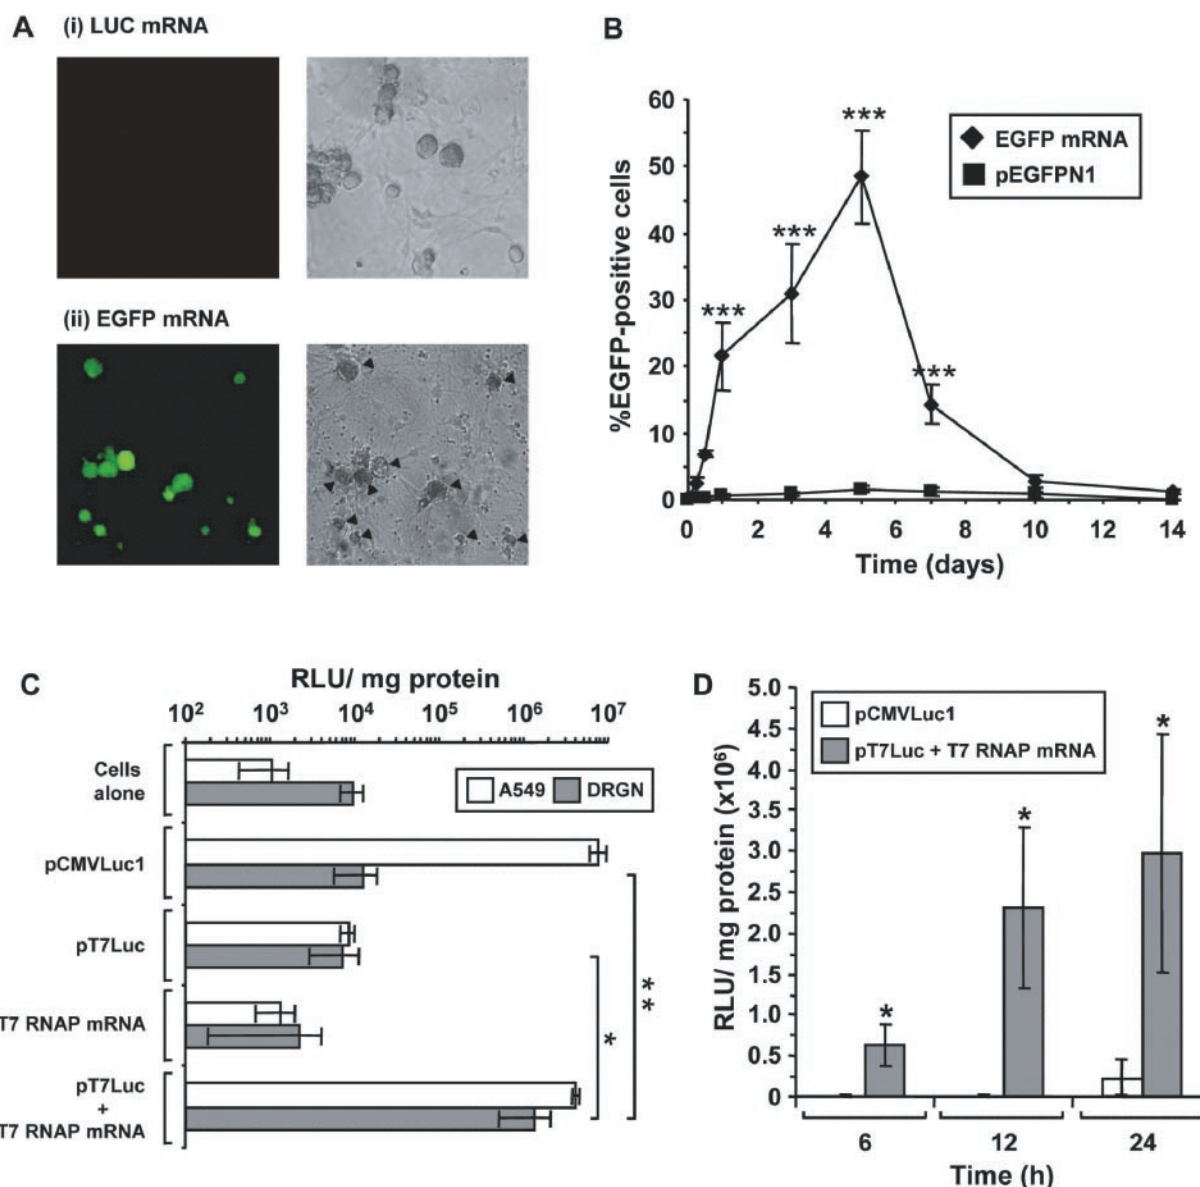 A (i) LUC mRNA
(ii) EGFP mRNA
B
60
50
40
30
20
10
0
%EGFP-positive cells
***
***
***
***
EGFP mRNA
pEGFPN1
0 2 4 6 8 10 12 14
Time (days)
C
RLU/ mg protein
10² 10³ 10⁴ 10⁵ 10⁶ 10⁷
Cells
alone
pCMVLuc1
pT7Luc
T7 RNAP mRNA
pT7Luc
+
T7 RNAP mRNA
A549 DRGN
*
**
D
5.0
4.5
4.0
3.5
3.0
2.5
2.0
1.5
1.0
0.5
0
RLU/ mg protein (x10⁶)
pCMVLuc1
pT7Luc + T7 RNAP mRNA
*
*
*
6 12 24
Time (h)